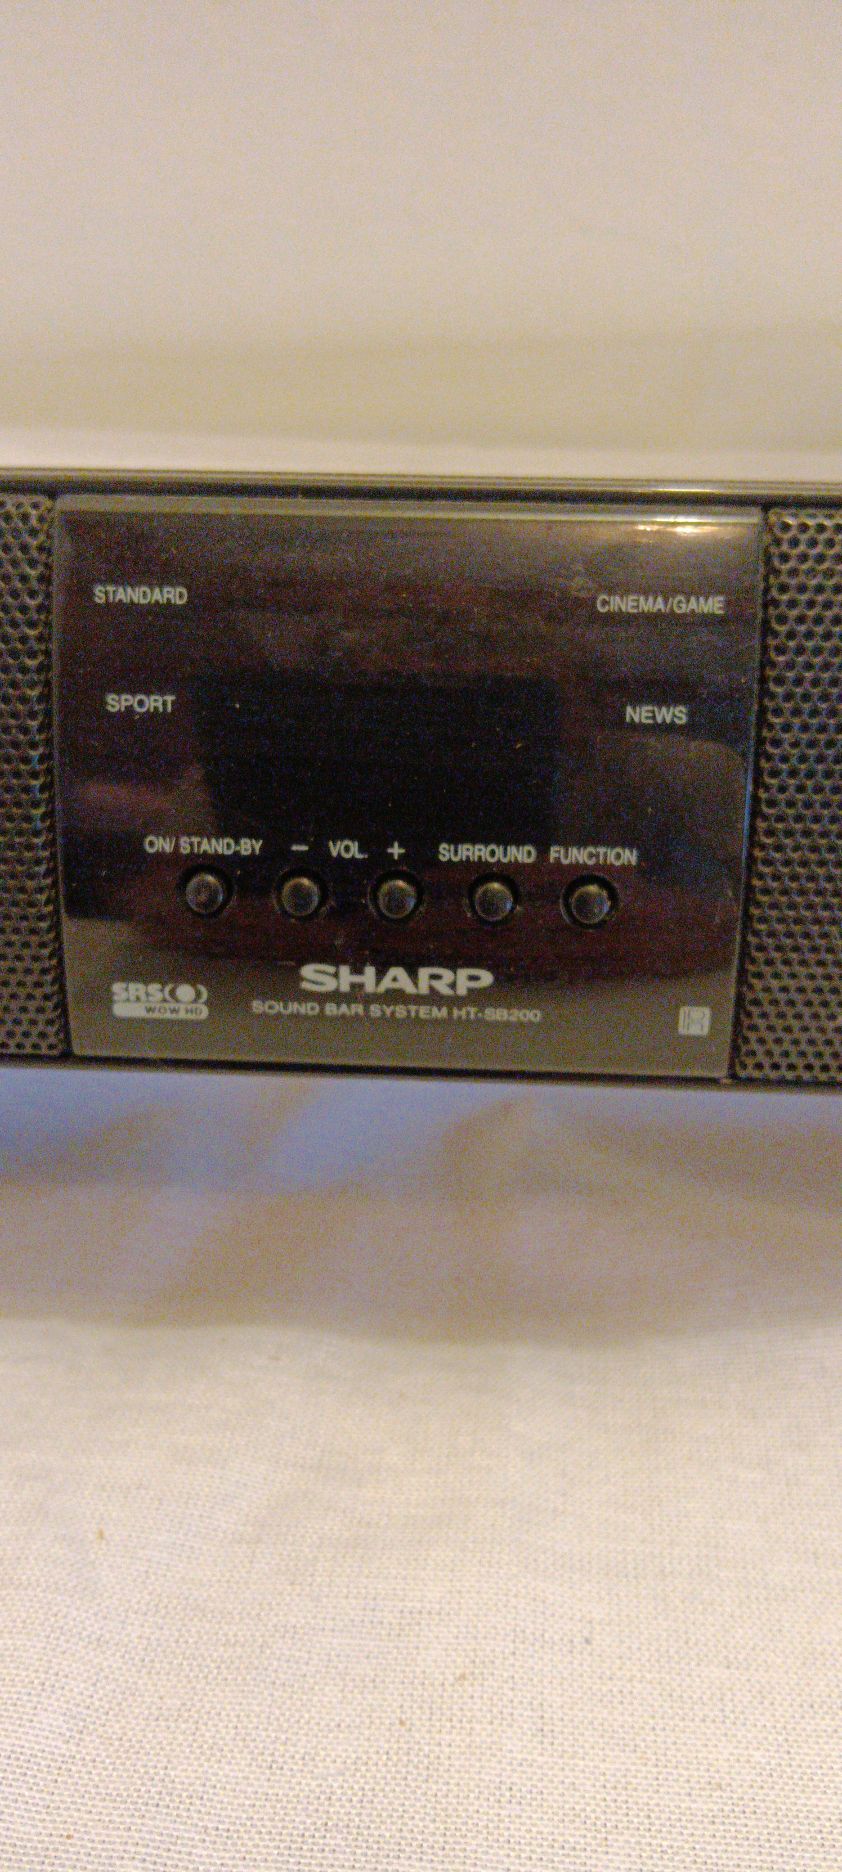 STANDARD CINEMA/GAME
SPORT NEWS
ON/STAND-BY − VOL. + SURROUND FUNCTION
SHARP
SRS(●)
WOW HD
SOUND BAR SYSTEM HT-SB200
R